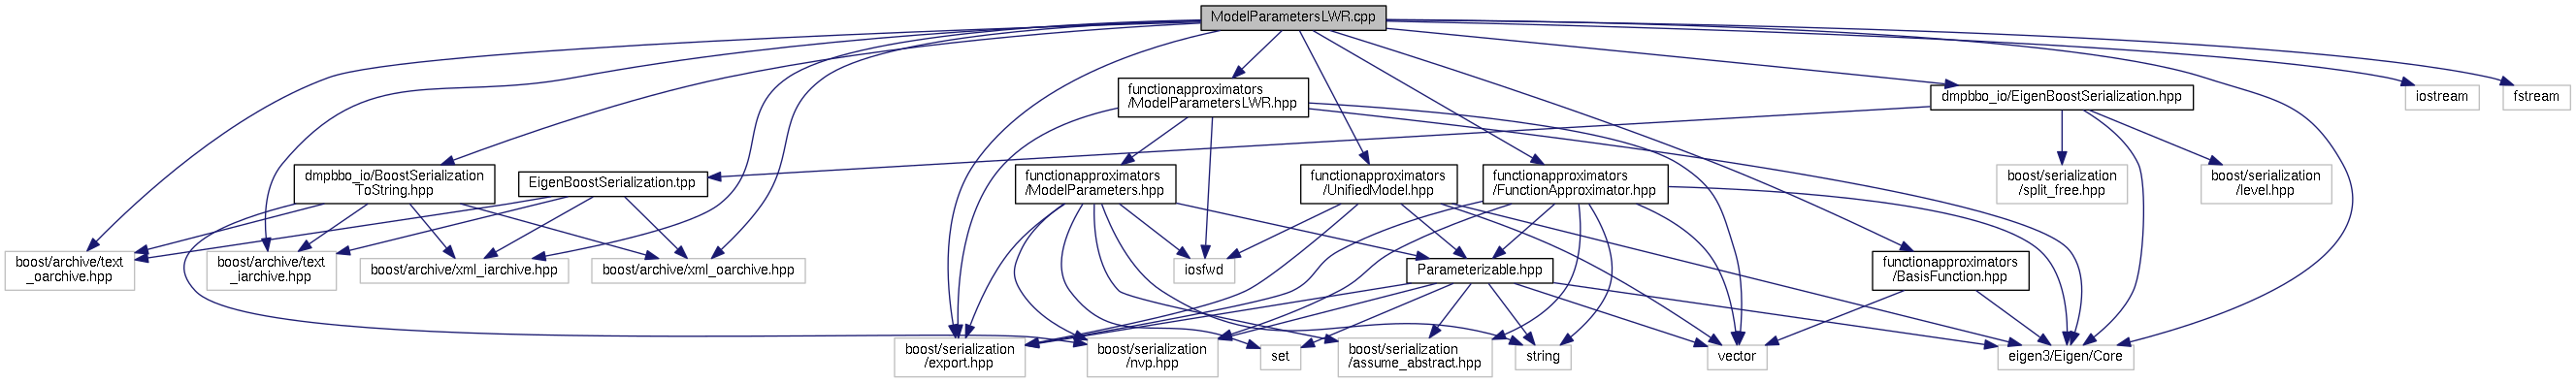 ModelParametersLWR.cpp
functionapproximators
/ModelParametersLWR.hpp
dmpbbo_io/EigenBoostSerialization.hpp
iostream
fstream
dmpbbo_io/BoostSerialization
ToString.hpp
EigenBoostSerialization.tpp
functionapproximators
/ModelParameters.hpp
functionapproximators
/UnifiedModel.hpp
functionapproximators
/FunctionApproximator.hpp
boost/serialization
/split_free.hpp
boost/serialization
/level.hpp
boost/archive/text
_oarchive.hpp
boost/archive/text
_iarchive.hpp
boost/archive/xml_iarchive.hpp
boost/archive/xml_oarchive.hpp
iosfwd
Parameterizable.hpp
functionapproximators
/BasisFunction.hpp
boost/serialization
/export.hpp
boost/serialization
/nvp.hpp
set
boost/serialization
/assume_abstract.hpp
string
vector
eigen3/Eigen/Core